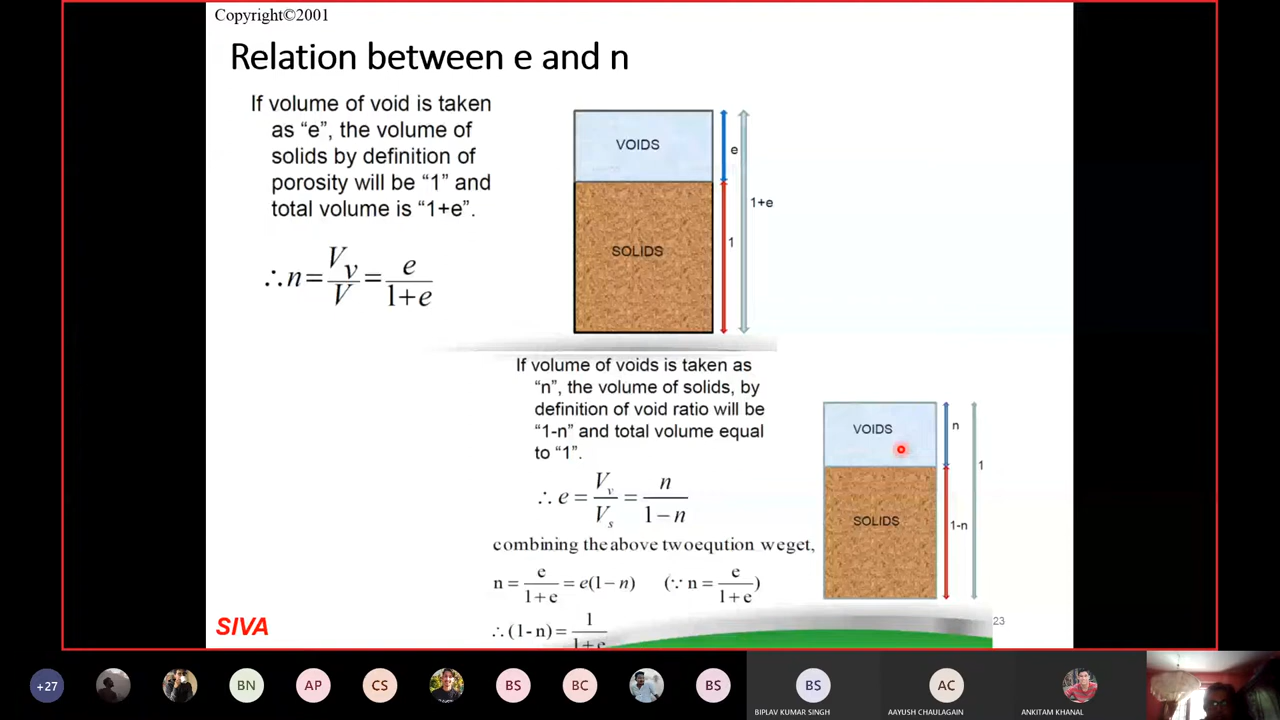 Copyright©2001
Relation between e and n
If volume of void is taken
as “e”, the volume of
solids by definition of
porosity will be “1” and
total volume is “1+e”.
∴n=V_v/V=e/1+e
VOIDS
e
1+e
SOLIDS
1
If volume of voids is taken as
“n”, the volume of solids, by
definition of void ratio will be
“1-n” and total volume equal
to “1”.
∴ e = V_v/V_s = n/1−n
combining the above two eqution we get,
n = e/1+e = e(1−n) (∵ n = e/1+e)
∴ (1-n) = 1/1+e
VOIDS
n
1
SOLIDS
1-n
SIVA
23
+27
BN
AP
CS
BS
BC
BS
BS
BIPLAV KUMAR SINGH
AC
AAYUSH CHAULAGAIN
ANKITAM KHANAL